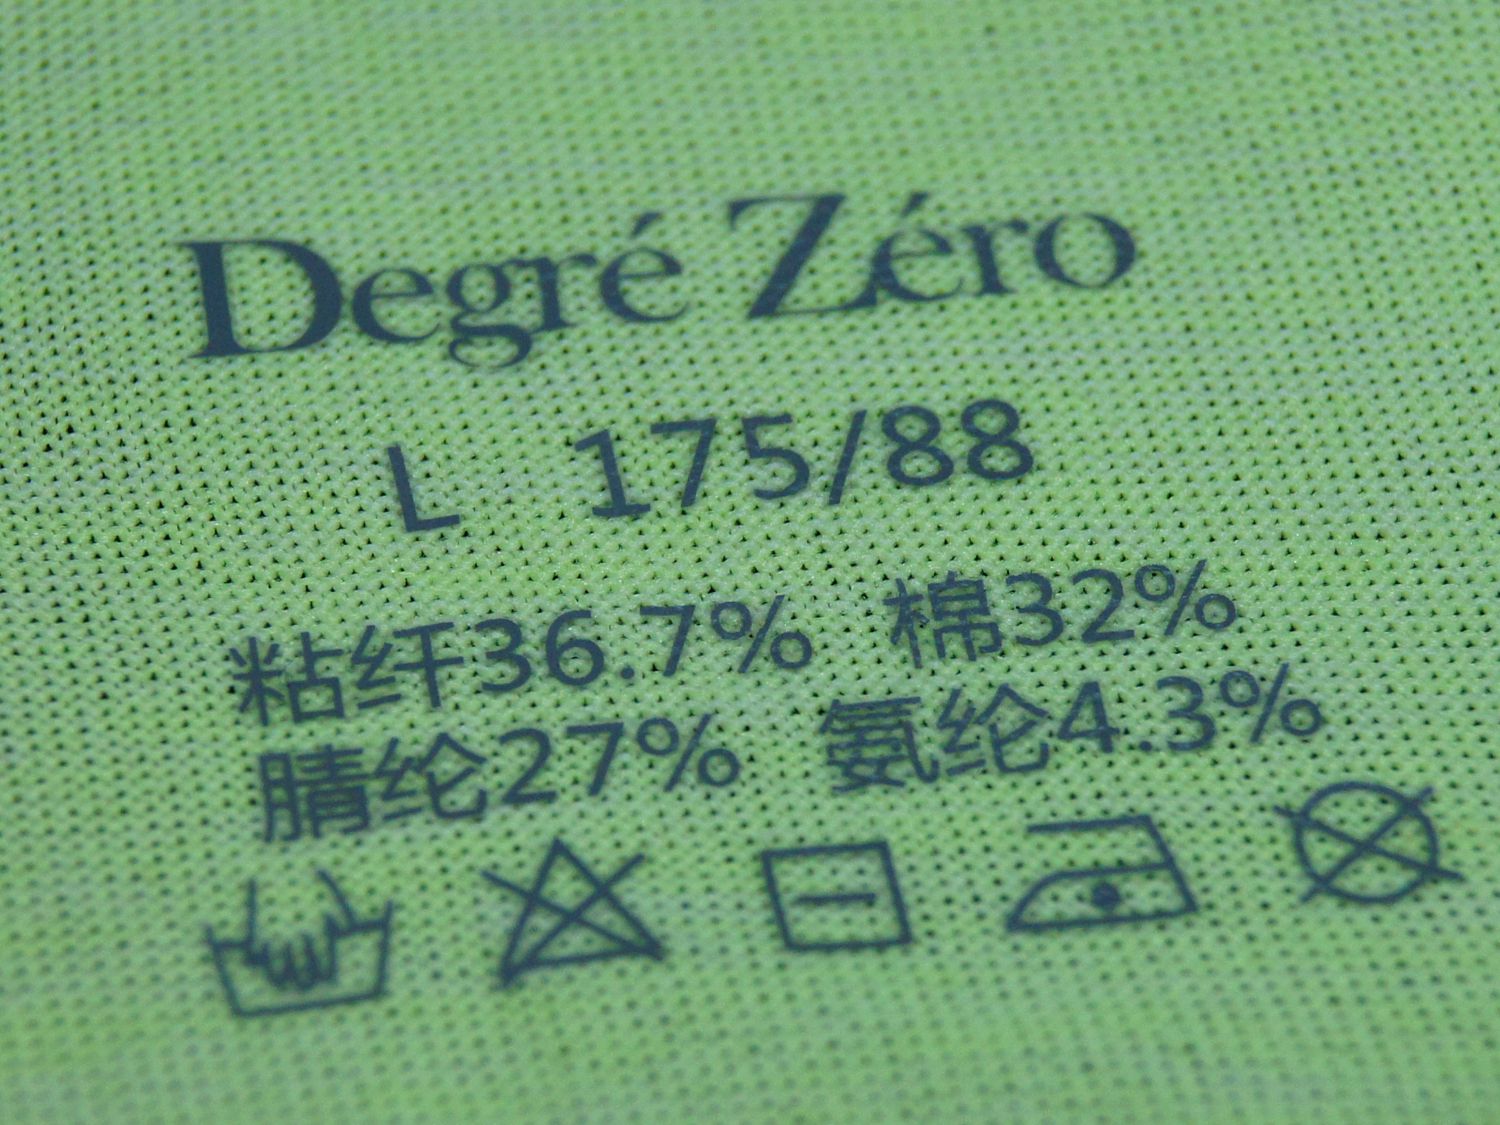 Degré Zéro
L 175/88
粘纤36.7% 棉32%
腈纶27% 氨纶4.3%